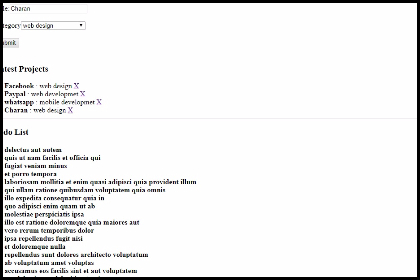 le: Charan
tegory web design
ubmit
test Projects
Facebook : web design X
Paypal : web developmet X
whatsapp : mobile developmet X
Charan : web design X
do List
delectus aut autem
quis ut nam facilis et officia qui
fugiat veniam minus
et porro tempora
laboriosam mollitia et enim quasi adipisci quia provident illum
qui ullam ratione quibusdam voluptatem quia omnis
illo expedita consequatur quia in
quo adipisci enim quam ut ab
molestiae perspiciatis ipsa
illo est ratione doloremque quia maiores aut
vero rerum temporibus dolor
ipsa repellendus fugit nisi
et doloremque nulla
repellendus sunt dolores architecto voluptatum
ab voluptatum amet voluptas
accusamus eos facilis sint et aut voluptatem